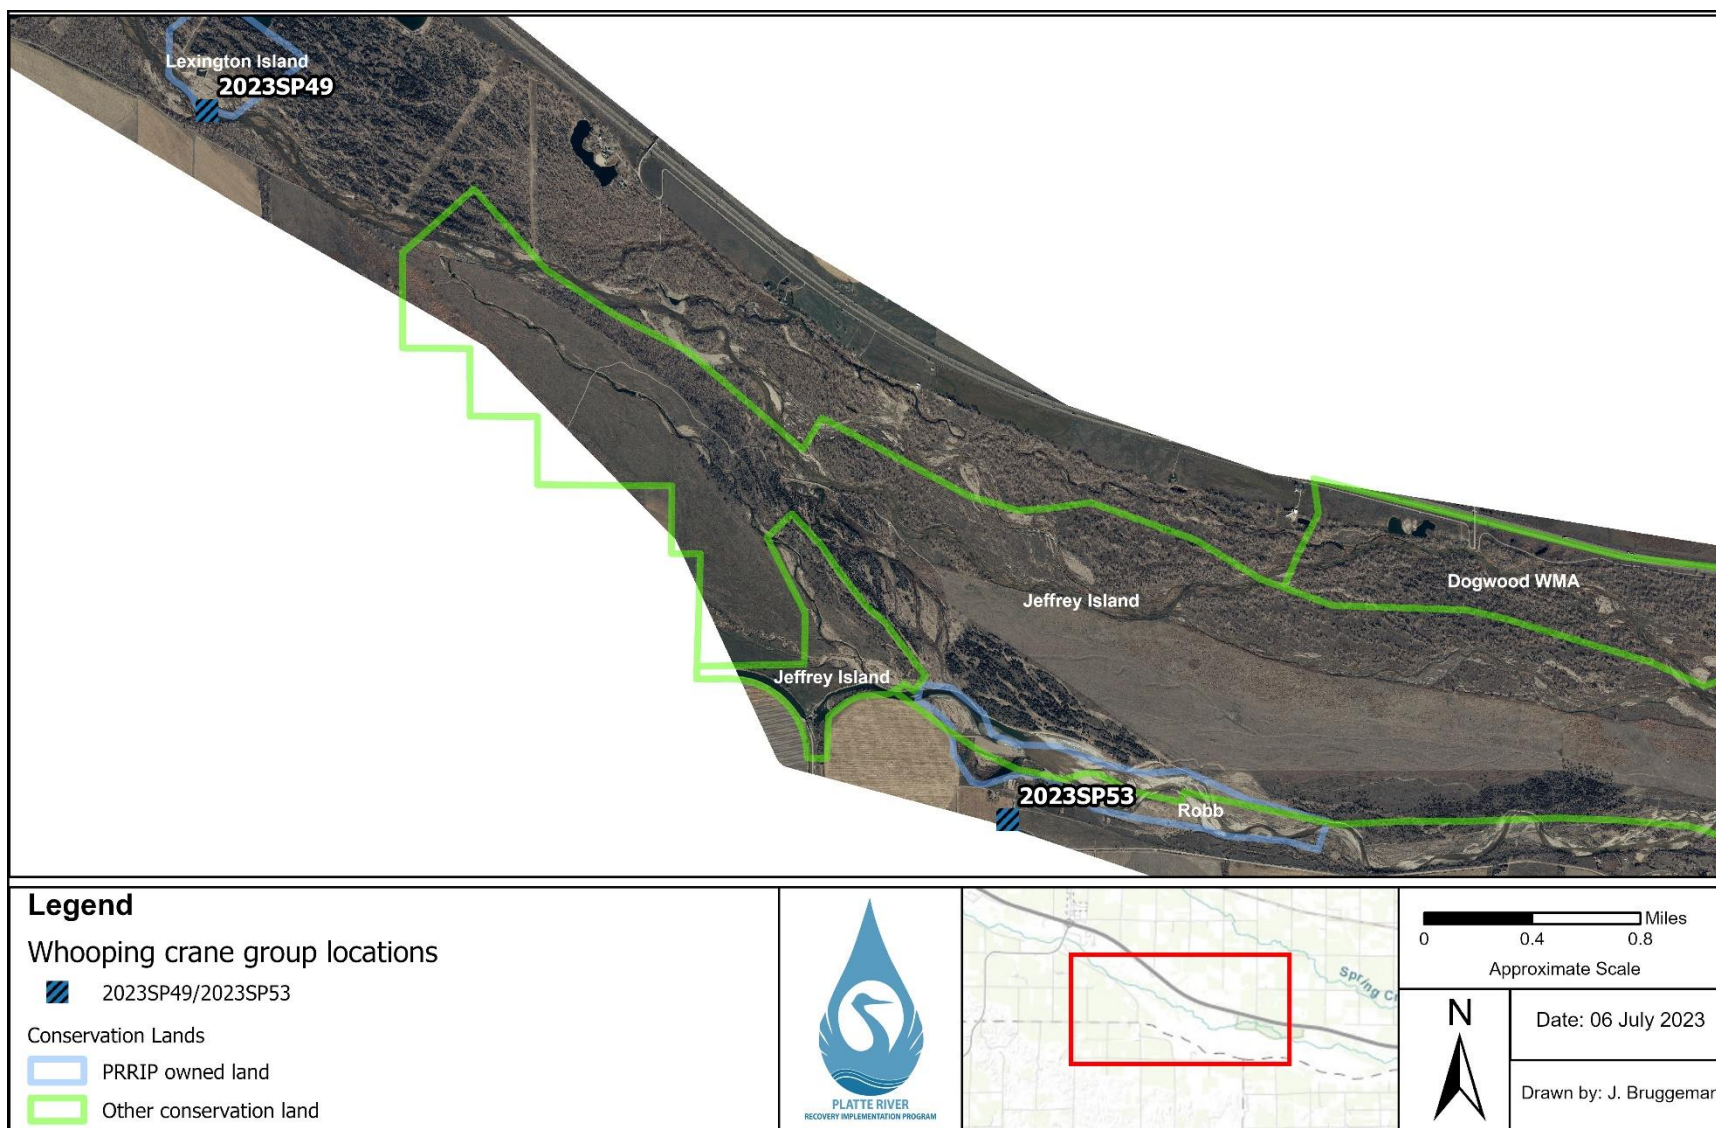 Lexington Island
2023SP49
Dogwood WMA
Jeffrey Island
Jeffrey Island
2023SP53
Robb
Legend
Whooping crane group locations
2023SP49/2023SP53
Conservation Lands
PRRIP owned land
Other conservation land
PLATTE RIVER
RECOVERY IMPLEMENTATION PROGRAM
Miles
0 0.4 0.8
Approximate Scale
N
Date: 06 July 2023
Drawn by: J. Bruggeman